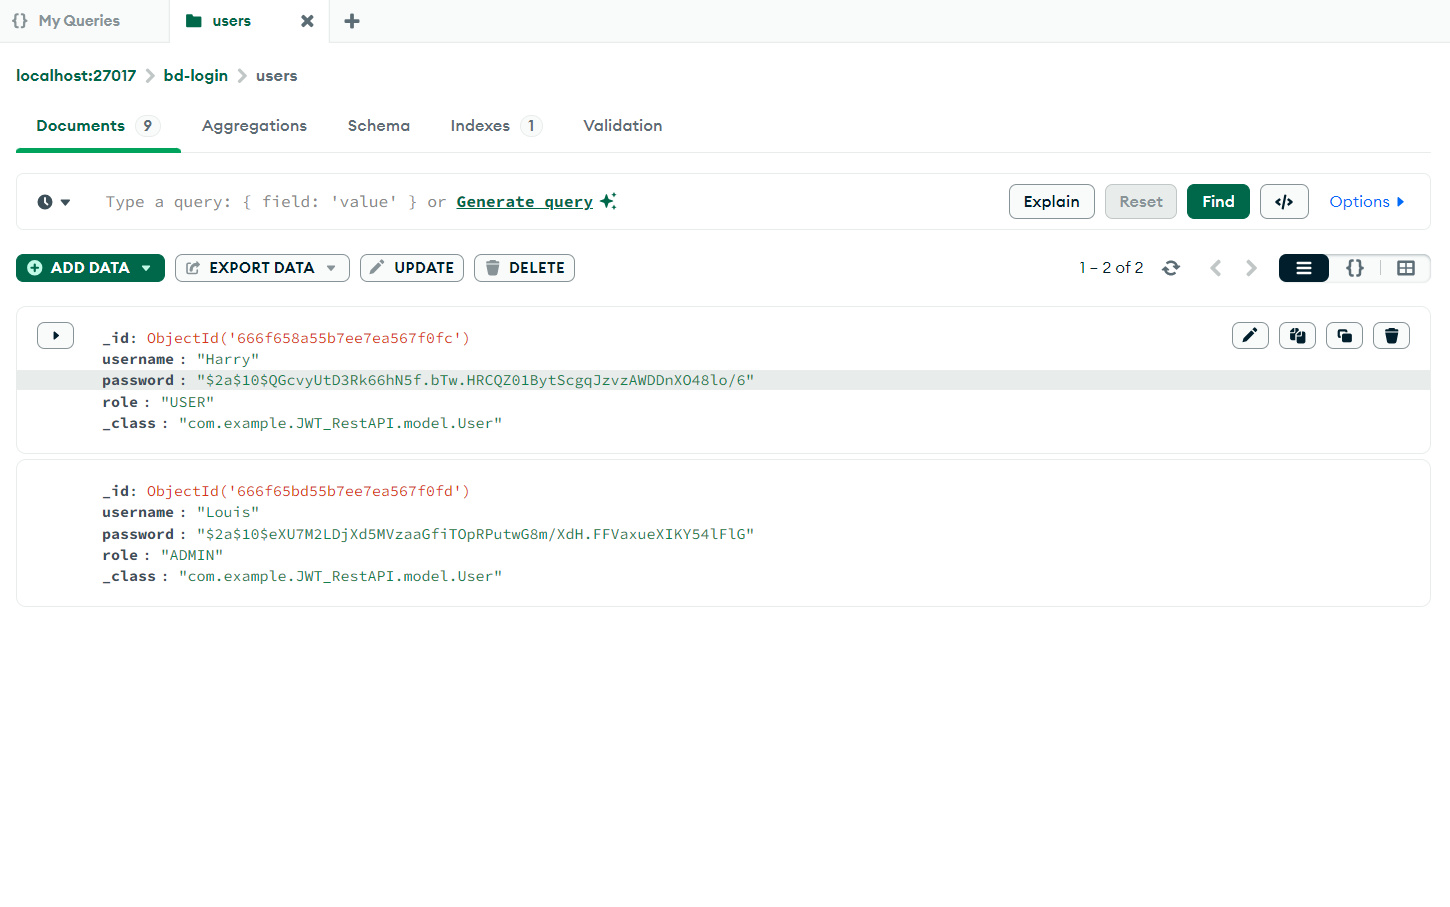 {} My Queries users
localhost:27017 bd-login users
Documents 9 Aggregations Schema Indexes 1 Validation
Type a query: { field: 'value' } or Generate query Explain Reset Find </> Options
ADD DATA EXPORT DATA UPDATE DELETE 1 – 2 of 2 {}
_id: ObjectId('666f658a55b7ee7ea567f0fc')
username : "Harry"
password : "$2a$10$QGcvyUtD3Rk66hN5f.bTw.HRCQZ01BytScgqJzvzAWDDnXO48lo/6"
role : "USER"
_class : "com.example.JWT_RestAPI.model.User"
_id: ObjectId('666f65bd55b7ee7ea567f0fd')
username : "Louis"
password : "$2a$10$eXU7M2LDjXd5MVzaaGfiTOpRPutwG8m/XdH.FFVaxueXIKY54lFlG"
role : "ADMIN"
_class : "com.example.JWT_RestAPI.model.User"